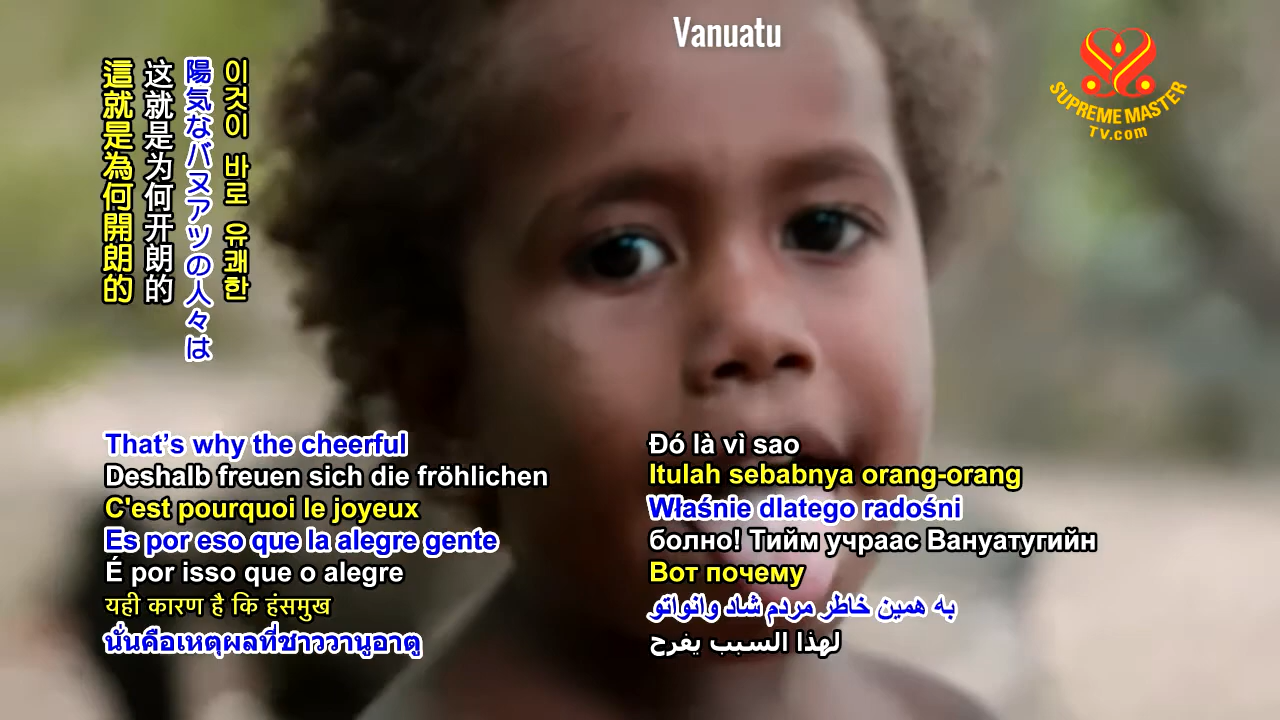 Vanuatu
SUPREME MASTER
TV.com
這就是為何開朗的
这就是为何开朗的
陽気なバヌアツの人々は
이것이 바로 유쾌한
That's why the cheerful
Deshalb freuen sich die fröhlichen
C'est pourquoi le joyeux
Es por eso que la alegre gente
É por isso que o alegre
यही कारण है कि हंसमुख
นั่นคือเหตุผลที่ชาววานูอาตู
Đó là vì sao
Itulah sebabnya orang-orang
Właśnie dlatego radośni
болно! Тийм учраас Вануатугийн
Вот почему
به همین خاطر مردم شاد وانواتو
لهذا السبب يفرح